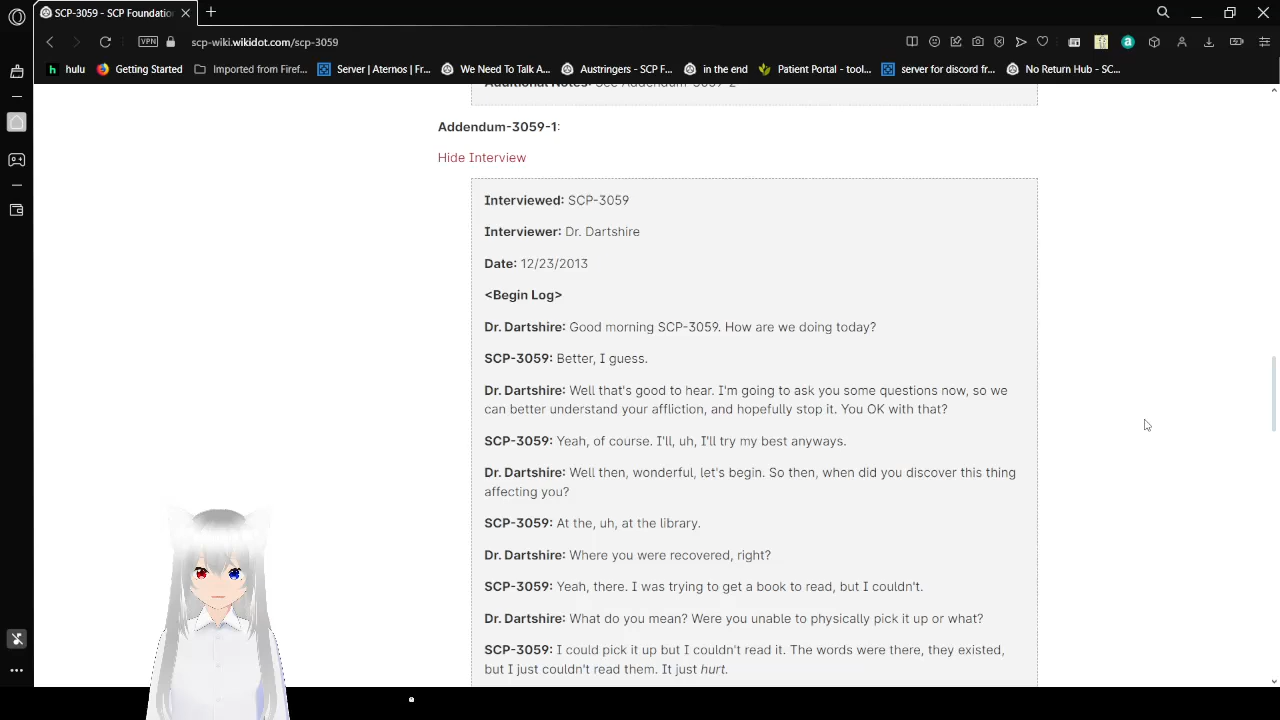 SCP-3059 - SCP Foundatio
scp-wiki.wikidot.com/scp-3059
VPN
hulu
Getting Started
Imported from Firef...
Server | Aternos | Fr...
We Need To Talk A...
Austringers - SCP F...
in the end
Patient Portal - tool...
server for discord fr...
No Return Hub - SC...
Additional Notes: See Addendum-3059-2
Addendum-3059-1:
Hide Interview
Interviewed: SCP-3059
Interviewer: Dr. Dartshire
Date: 12/23/2013
<Begin Log>
Dr. Dartshire: Good morning SCP-3059. How are we doing today?
SCP-3059: Better, I guess.
Dr. Dartshire: Well that's good to hear. I'm going to ask you some questions now, so we
can better understand your affliction, and hopefully stop it. You OK with that?
SCP-3059: Yeah, of course. I'll, uh, I'll try my best anyways.
Dr. Dartshire: Well then, wonderful, let's begin. So then, when did you discover this thing
affecting you?
SCP-3059: At the, uh, at the library.
Dr. Dartshire: Where you were recovered, right?
SCP-3059: Yeah, there. I was trying to get a book to read, but I couldn't.
Dr. Dartshire: What do you mean? Were you unable to physically pick it up or what?
SCP-3059: I could pick it up but I couldn't read it. The words were there, they existed,
but I just couldn't read them. It just hurt.